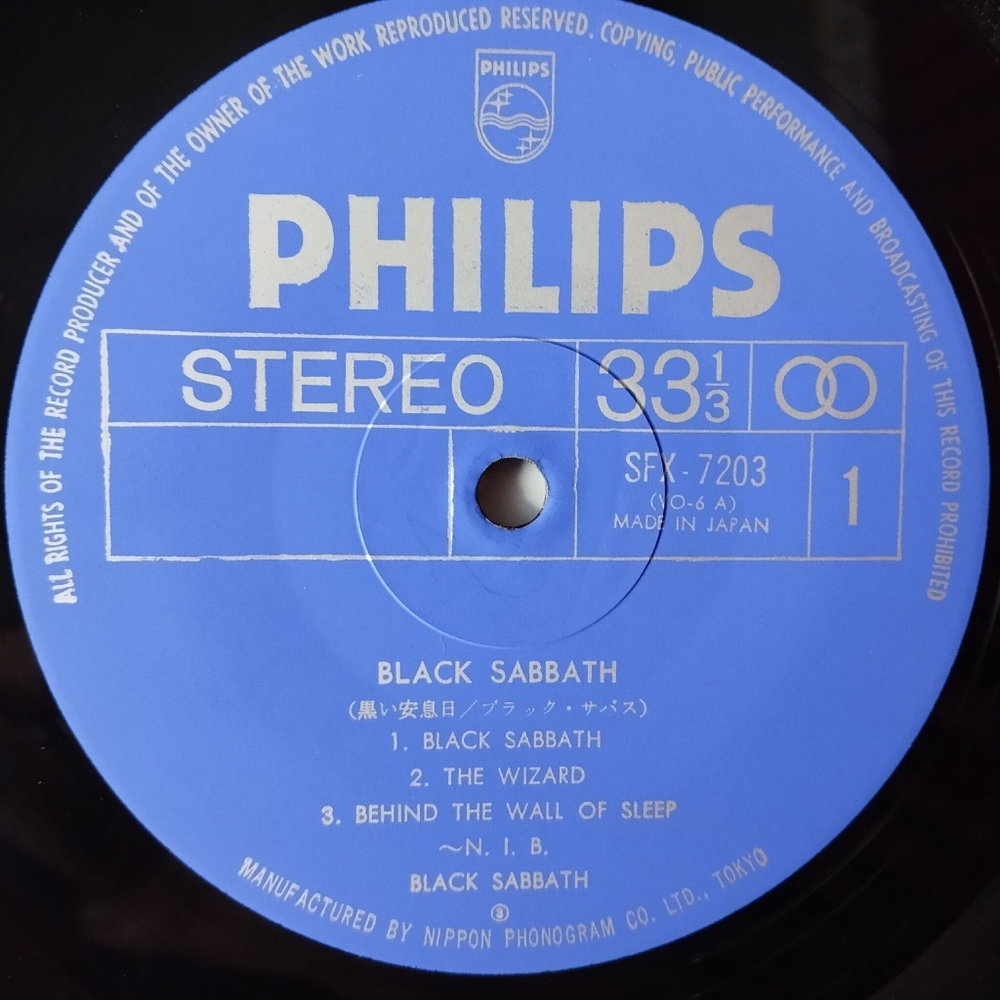 ALL RIGHTS OF THE RECORD PRODUCER AND OF THE OWNER OF THE WORK REPRODUCED RESERVED. COPYING, PUBLIC PERFORMANCE AND BROADCASTING OF THIS RECORD PROHIBITED
PHILIPS
PHILIPS
STEREO
33 1/3
SFX-7203
(VO-6 A)
MADE IN JAPAN
1
BLACK SABBATH
(黒い安息日/ブラック・サバス)
1. BLACK SABBATH
2. THE WIZARD
3. BEHIND THE WALL OF SLEEP
~N. I. B.
BLACK SABBATH
MANUFACTURED BY NIPPON PHONOGRAM CO. LTD., TOKYO